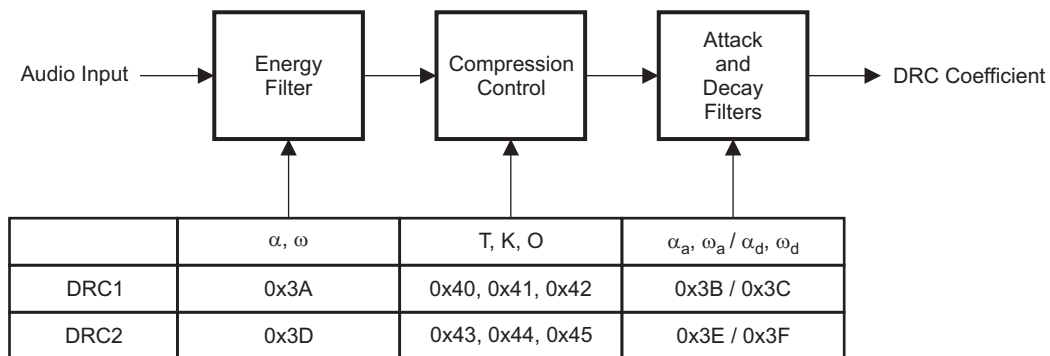 Audio Input
Energy
Filter
Compression
Control
Attack
and
Decay
Filters
DRC Coefficient
α, ω
T, K, O
αa, ωa / αd, ωd
DRC1
0x3A
0x40, 0x41, 0x42
0x3B / 0x3C
DRC2
0x3D
0x43, 0x44, 0x45
0x3E / 0x3F